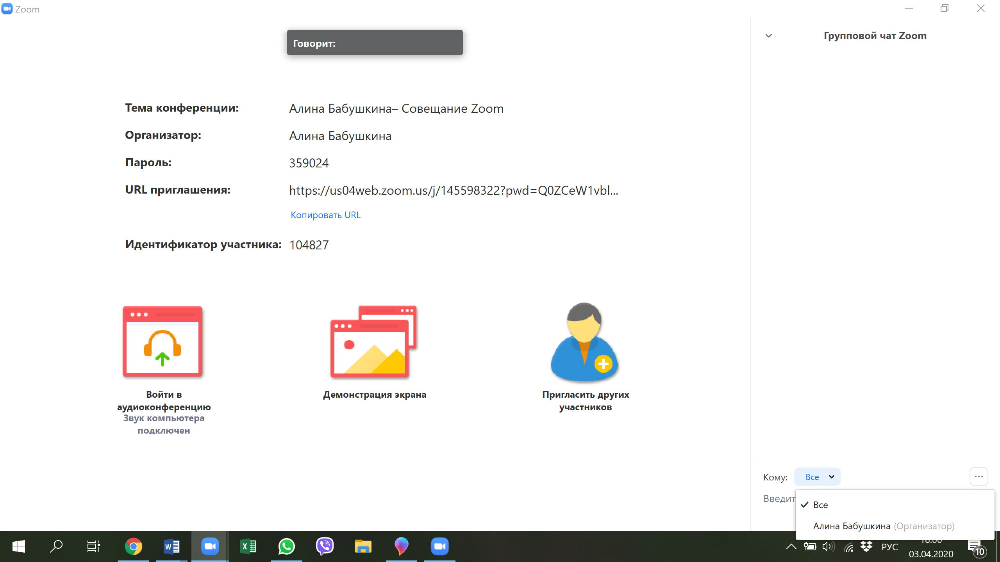 Zoom
Говорит:
Групповой чат Zoom
Тема конференции: Алина Бабушкина– Совещание Zoom
Организатор: Алина Бабушкина
Пароль: 359024
URL приглашения: https://us04web.zoom.us/j/145598322?pwd=Q0ZCeW1vbl...
Копировать URL
Идентификатор участника: 104827
Войти в
аудиоконференцию
Звук компьютера
подключен
Демонстрация экрана
Пригласить других
участников
Кому: Все
Введит
Все
Алина Бабушкина (Организатор)
РУС
18:00
03.04.2020
10